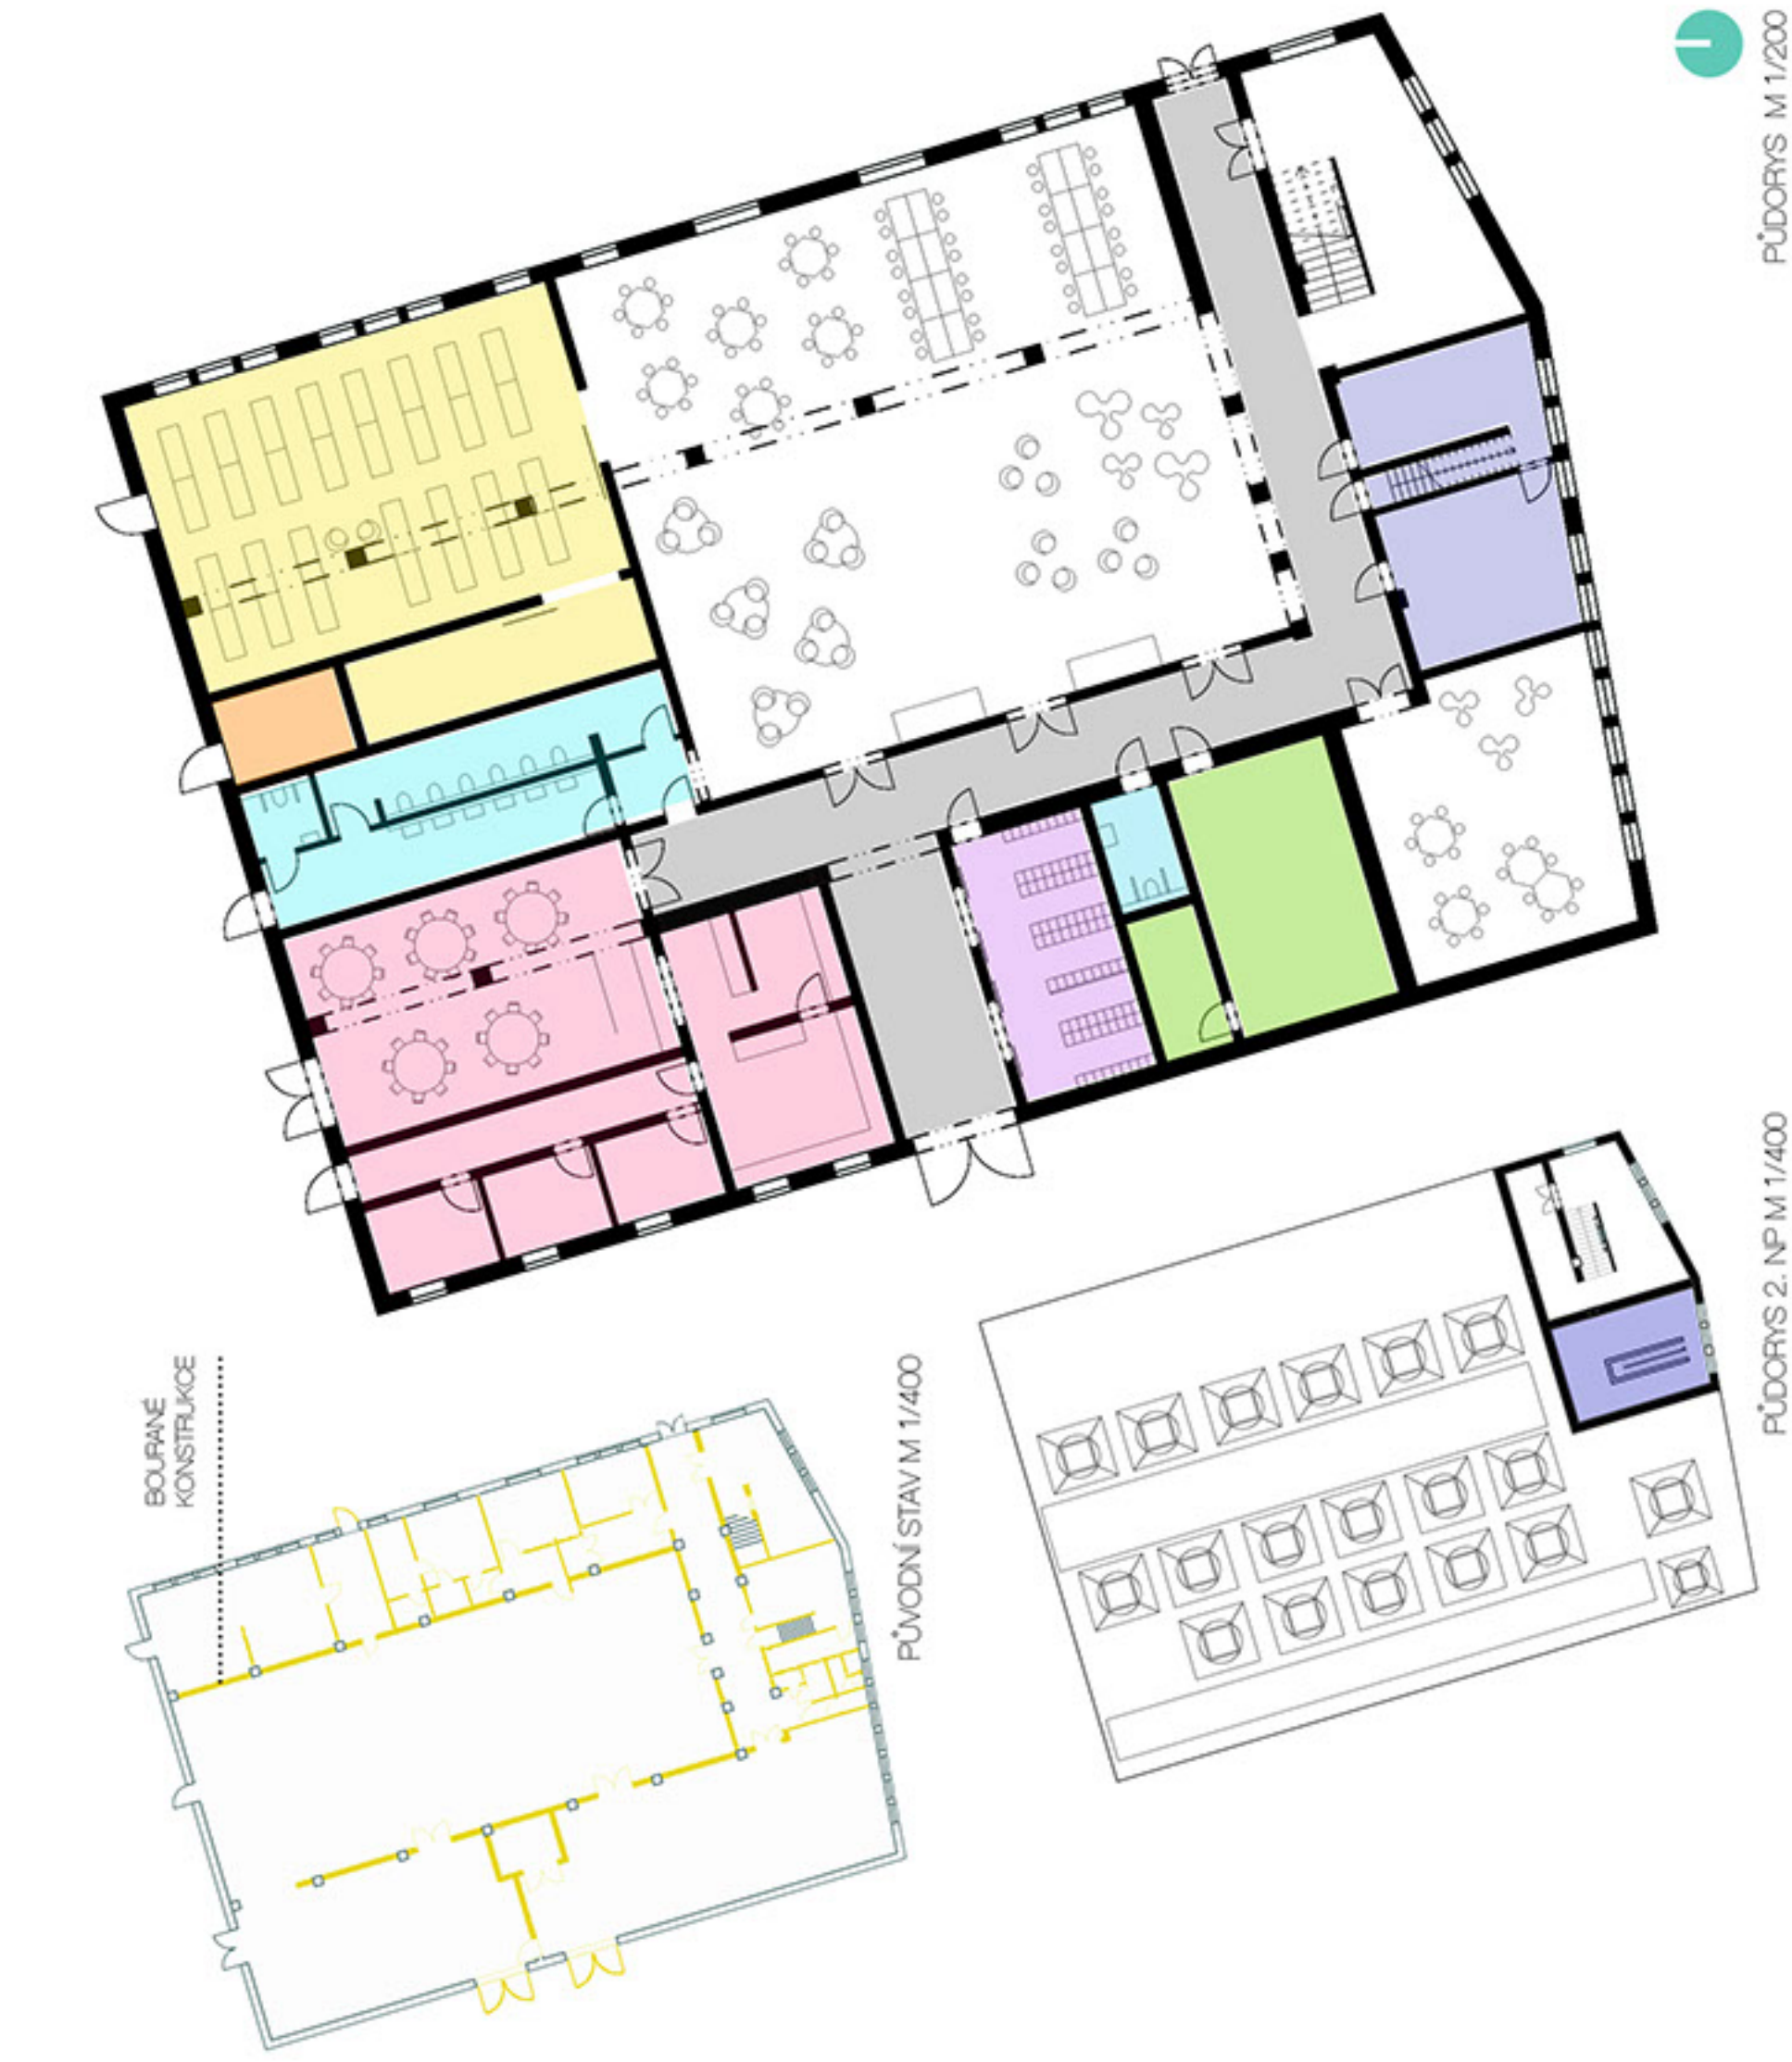 PŮDORYS M 1/200
BOURANÉ
KONSTRUKCE
PŮVODNÍ STAV M 1/400
PŮDORYS 2. NP M 1/400